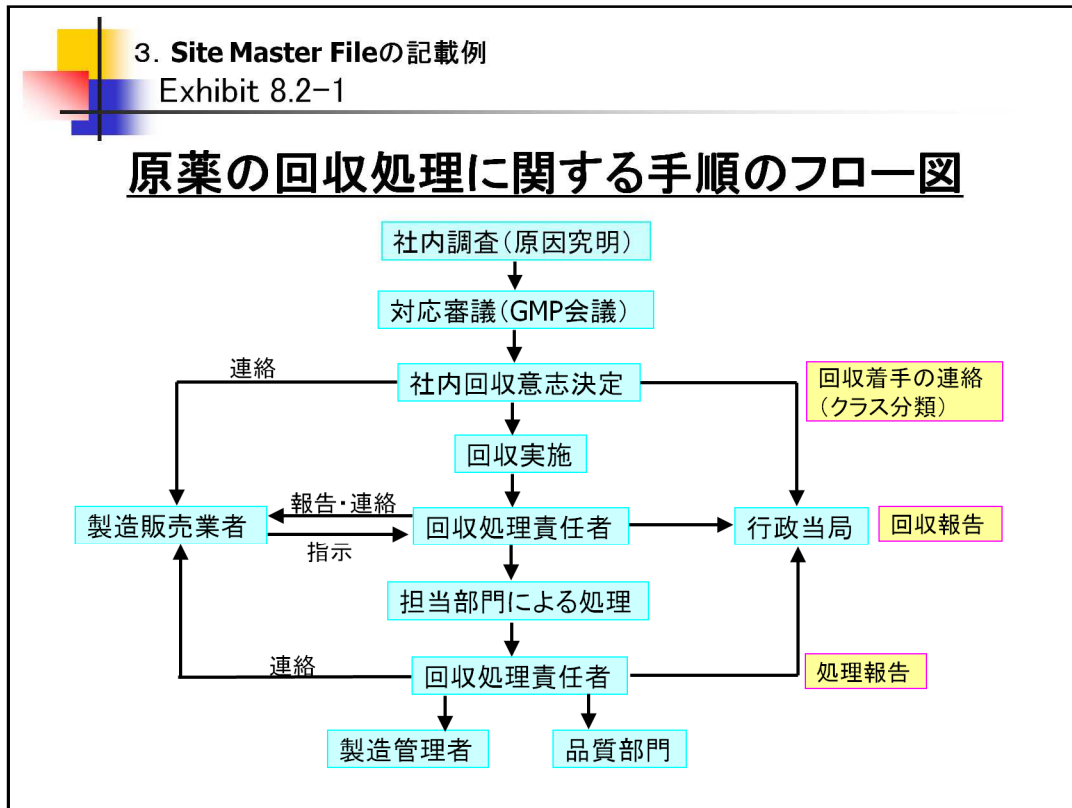 3. Site Master Fileの記載例
Exhibit 8.2-1
原薬の回収処理に関する手順のフロー図
社内調査(原因究明)
対応審議(GMP会議)
連絡
社内回収意志決定
回収着手の連絡
(クラス分類)
回収実施
製造販売業者
報告・連絡
指示
回収処理責任者
行政当局
回収報告
担当部門による処理
連絡
回収処理責任者
処理報告
製造管理者
品質部門